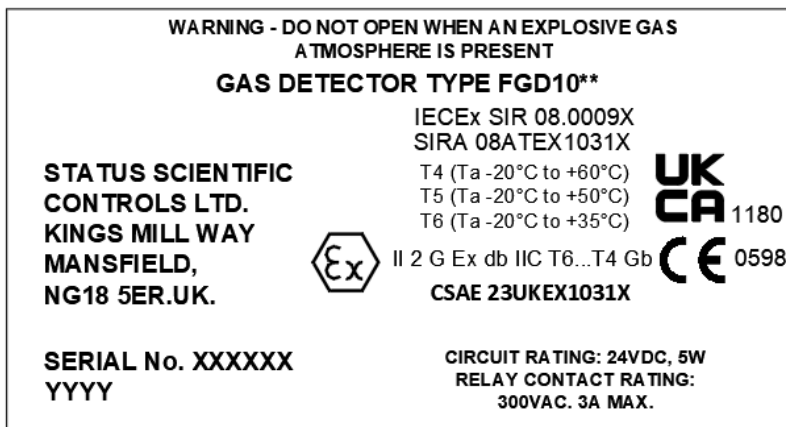 WARNING - DO NOT OPEN WHEN AN EXPLOSIVE GAS
ATMOSPHERE IS PRESENT
GAS DETECTOR TYPE FGD10**
IECEx SIR 08.0009X
SIRA 08ATEX1031X
T4 (Ta -20°C to +60°C)
T5 (Ta -20°C to +50°C)
T6 (Ta -20°C to +35°C)
UK
CA 1180
STATUS SCIENTIFIC
CONTROLS LTD.
KINGS MILL WAY
MANSFIELD,
NG18 5ER.UK.
Ex II 2 G Ex db IIC T6...T4 Gb CE 0598
CSAE 23UKEX1031X
SERIAL No. XXXXXX
YYYY
CIRCUIT RATING: 24VDC, 5W
RELAY CONTACT RATING:
300VAC. 3A MAX.